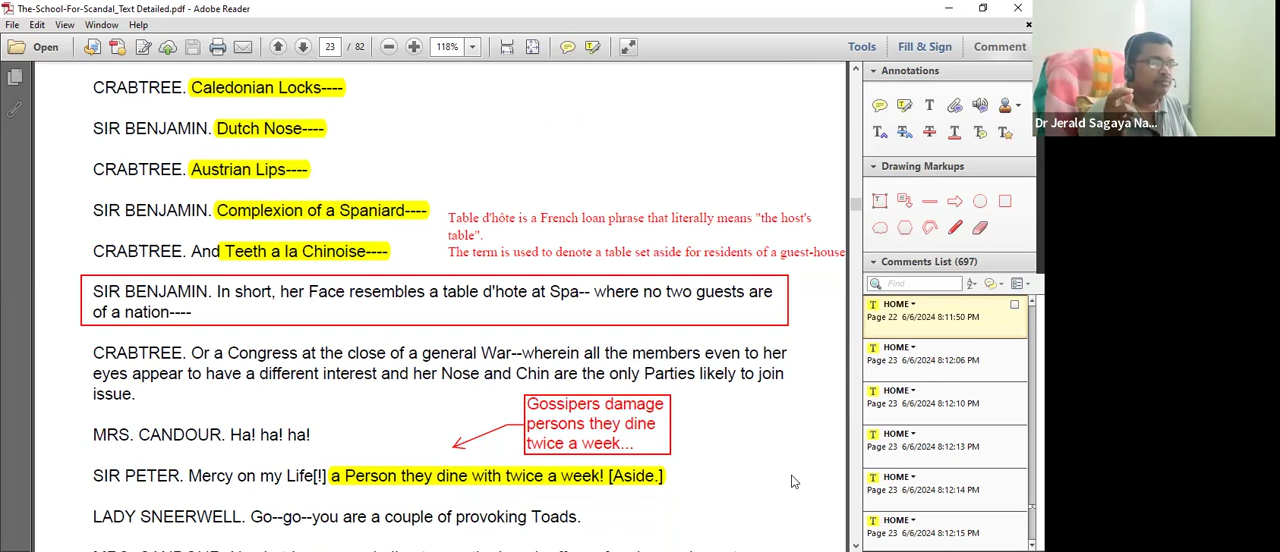 The-School-For-Scandal_Text Detailed.pdf - Adobe Reader
File Edit View Window Help
Open
23 / 82
118%
Tools Fill & Sign Comment
CRABTREE. Caledonian Locks----
SIR BENJAMIN. Dutch Nose----
CRABTREE. Austrian Lips----
SIR BENJAMIN. Complexion of a Spaniard----
Table d'hôte is a French loan phrase that literally means "the host's
table".
CRABTREE. And Teeth a la Chinoise----
The term is used to denote a table set aside for residents of a guest-house
SIR BENJAMIN. In short, her Face resembles a table d'hote at Spa-- where no two guests are
of a nation----
CRABTREE. Or a Congress at the close of a general War--wherein all the members even to her
eyes appear to have a different interest and her Nose and Chin are the only Parties likely to join
issue.
Gossipers damage
persons they dine
twice a week...
MRS. CANDOUR. Ha! ha! ha!
SIR PETER. Mercy on my Life[!] a Person they dine with twice a week! [Aside.]
LADY SNEERWELL. Go--go--you are a couple of provoking Toads.
Annotations
Drawing Markups
Comments List (697)
Find
HOME
Page 22 6/6/2024 8:11:50 PM
HOME
Page 23 6/6/2024 8:12:06 PM
HOME
Page 23 6/6/2024 8:12:10 PM
HOME
Page 23 6/6/2024 8:12:13 PM
HOME
Page 23 6/6/2024 8:12:14 PM
HOME
Page 23 6/6/2024 8:12:15 PM
Dr Jerald Sagaya Na...